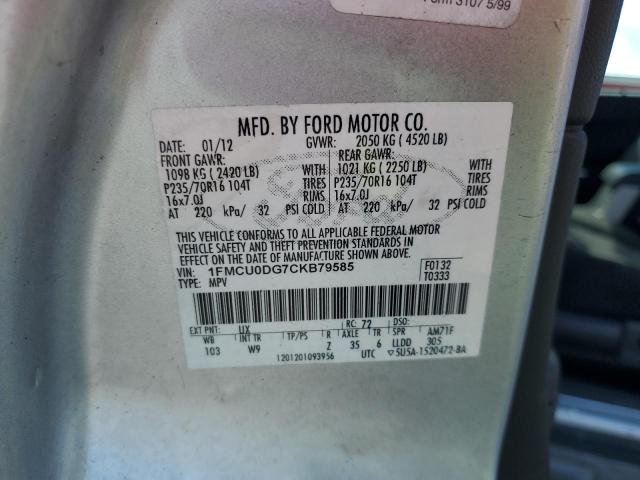 Form 3107 5/99
MFD. BY FORD MOTOR CO.
DATE: 01/12 GVWR: 2050 KG ( 4520 LB)
FRONT GAWR: REAR GAWR:
1098 KG ( 2420 LB) WITH 1021 KG ( 2250 LB) WITH
P235/70R16 104T TIRES P235/70R16 104T TIRES
16x7.0J RIMS 16x7.0J RIMS
AT 220 kPa/ 32 PSI COLD AT 220 kPa/ 32 PSI COLD
THIS VEHICLE CONFORMS TO ALL APPLICABLE FEDERAL MOTOR
VEHICLE SAFETY AND THEFT PREVENTION STANDARDS IN
EFFECT ON THE DATE OF MANUFACTURE SHOWN ABOVE.
VIN: 1FMCU0DG7CKB79585 F0132
TYPE: MPV T0333
EXT PNT: UX RC: 72 DSO:
WB INT TR TP/PS R AXLE TR SPR AM71F
103 W9 Z 35 6 LLDD 305
1201201093956 UTC ▽5U5A-1520472-BA